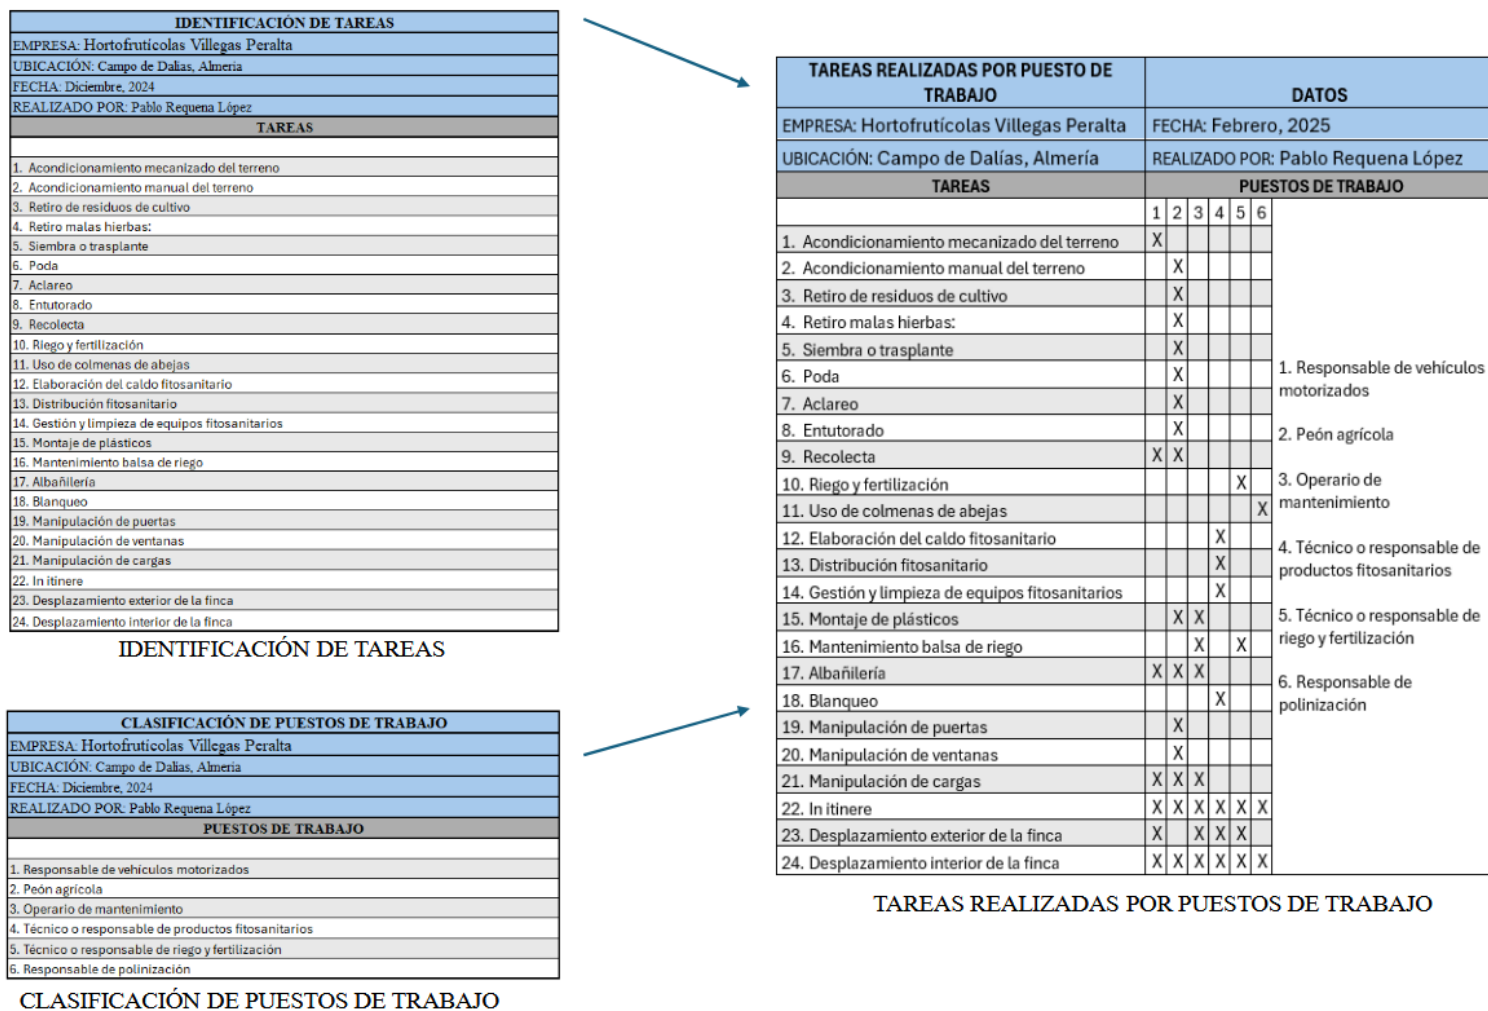 IDENTIFICACIÓN DE TAREAS
EMPRESA: Hortofrutícolas Villegas Peralta
UBICACIÓN: Campo de Dalías, Almería
FECHA: Diciembre, 2024
REALIZADO POR: Pablo Requena López
TAREAS
1. Acondicionamiento mecanizado del terreno
2. Acondicionamiento manual del terreno
3. Retiro de residuos de cultivo
4. Retiro malas hierbas:
5. Siembra o trasplante
6. Poda
7. Aclareo
8. Entutorado
9. Recolecta
10. Riego y fertilización
11. Uso de colmenas de abejas
12. Elaboración del caldo fitosanitario
13. Distribución fitosanitario
14. Gestión y limpieza de equipos fitosanitarios
15. Montaje de plásticos
16. Mantenimiento balsa de riego
17. Albañilería
18. Blanqueo
19. Manipulación de puertas
20. Manipulación de ventanas
21. Manipulación de cargas
22. In itinere
23. Desplazamiento exterior de la finca
24. Desplazamiento interior de la finca
IDENTIFICACIÓN DE TAREAS
CLASIFICACIÓN DE PUESTOS DE TRABAJO
EMPRESA: Hortofrutícolas Villegas Peralta
UBICACIÓN: Campo de Dalías, Almería
FECHA: Diciembre, 2024
REALIZADO POR: Pablo Requena López
PUESTOS DE TRABAJO
1. Responsable de vehículos motorizados
2. Peón agrícola
3. Operario de mantenimiento
4. Técnico o responsable de productos fitosanitarios
5. Técnico o responsable de riego y fertilización
6. Responsable de polinización
CLASIFICACIÓN DE PUESTOS DE TRABAJO
TAREAS REALIZADAS POR PUESTO DE
TRABAJO
DATOS
EMPRESA: Hortofrutícolas Villegas Peralta FECHA: Febrero, 2025
UBICACIÓN: Campo de Dalías, Almería REALIZADO POR: Pablo Requena López
TAREAS PUESTOS DE TRABAJO
1 2 3 4 5 6
1. Acondicionamiento mecanizado del terreno X
2. Acondicionamiento manual del terreno X
3. Retiro de residuos de cultivo X
4. Retiro malas hierbas: X
5. Siembra o trasplante X
6. Poda X
7. Aclareo X
8. Entutorado X
9. Recolecta X X
10. Riego y fertilización X
11. Uso de colmenas de abejas X
12. Elaboración del caldo fitosanitario X
13. Distribución fitosanitario X
14. Gestión y limpieza de equipos fitosanitarios X
15. Montaje de plásticos X X
16. Mantenimiento balsa de riego X X
17. Albañilería X X X
18. Blanqueo X
19. Manipulación de puertas X
20. Manipulación de ventanas X
21. Manipulación de cargas X X X
22. In itinere X X X X X X
23. Desplazamiento exterior de la finca X X X X
24. Desplazamiento interior de la finca X X X X X X
1. Responsable de vehículos
motorizados
2. Peón agrícola
3. Operario de
mantenimiento
4. Técnico o responsable de
productos fitosanitarios
5. Técnico o responsable de
riego y fertilización
6. Responsable de
polinización
TAREAS REALIZADAS POR PUESTOS DE TRABAJO